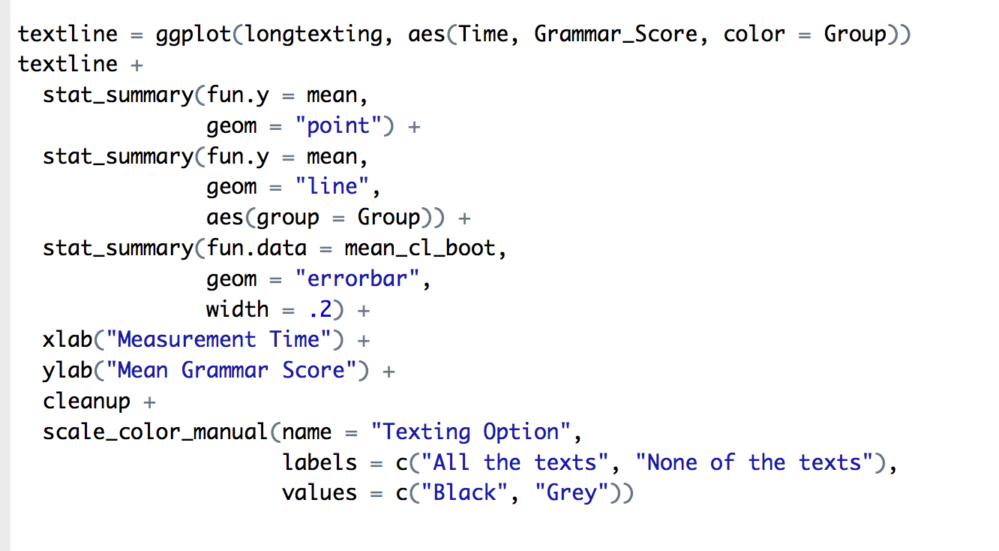 textline = ggplot(longtexting, aes(Time, Grammar_Score, color = Group))
textline +
  stat_summary(fun.y = mean,
               geom = "point") +
  stat_summary(fun.y = mean,
               geom = "line",
               aes(group = Group)) +
  stat_summary(fun.data = mean_cl_boot,
               geom = "errorbar",
               width = .2) +
  xlab("Measurement Time") +
  ylab("Mean Grammar Score") +
  cleanup +
  scale_color_manual(name = "Texting Option",
                     labels = c("All the texts", "None of the texts"),
                     values = c("Black", "Grey"))